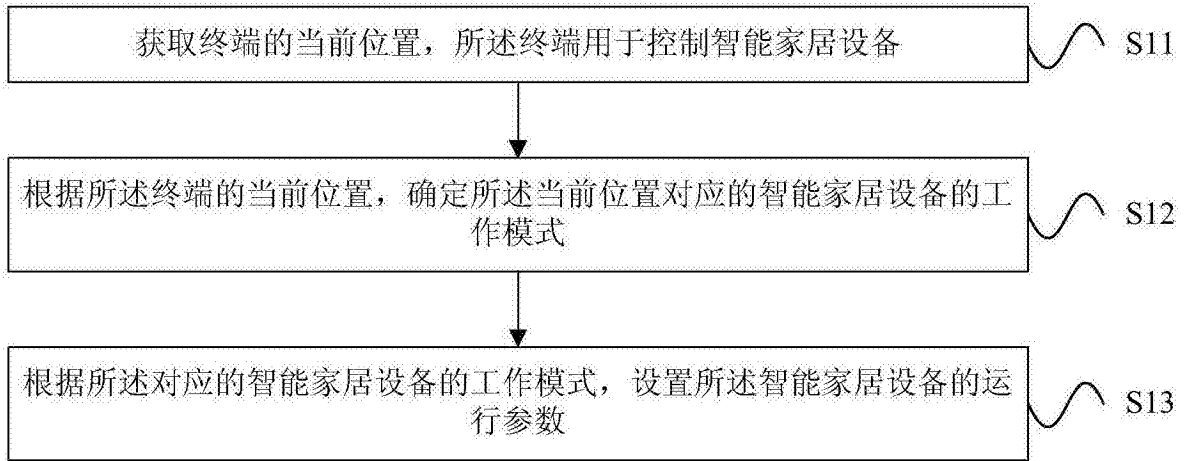 获取终端的当前位置，所述终端用于控制智能家居设备
S11
根据所述终端的当前位置，确定所述当前位置对应的智能家居设备的工
作模式
S12
根据所述对应的智能家居设备的工作模式，设置所述智能家居设备的运
行参数
S13